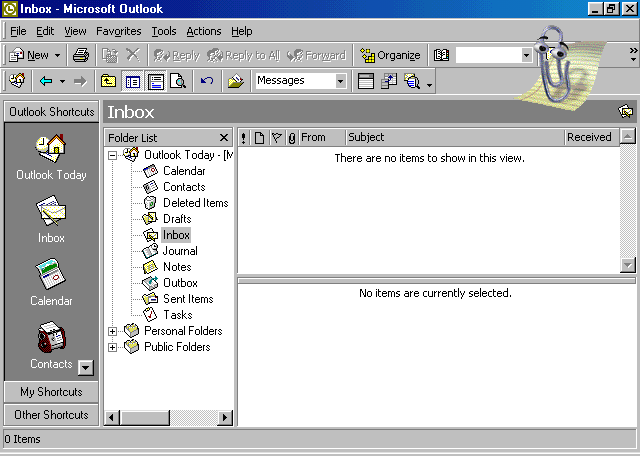 Inbox - Microsoft Outlook
File Edit View Favorites Tools Actions Help
New Reply Reply to All Forward Organize
Messages
Outlook Shortcuts
Inbox
Outlook Today
Inbox
Calendar
Contacts
My Shortcuts
Other Shortcuts
Folder List
Outlook Today - [M
Calendar
Contacts
Deleted Items
Drafts
Inbox
Journal
Notes
Outbox
Sent Items
Tasks
Personal Folders
Public Folders
From Subject Received
There are no items to show in this view.
No items are currently selected.
0 Items